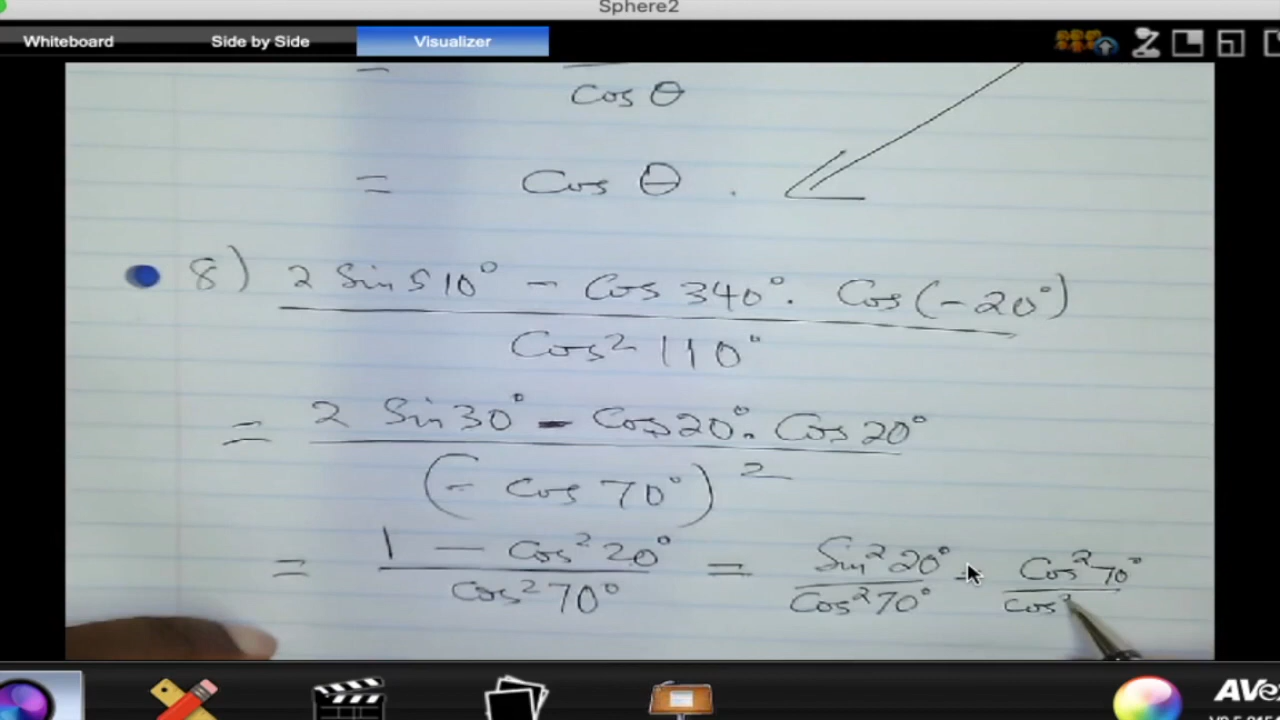 Sphere2
Whiteboard Side by Side Visualizer
cos θ
= Cos θ .
8) 2 Sin 510° - Cos 340° . Cos(-20°)
Cos² 110°
= 2 Sin 30° - Cos 20° . Cos 20°
(- cos 70°)²
= 1 - cos² 20° = Sin² 20° = Cos² 70°
cos² 70° Cos² 70° cos²
AVe